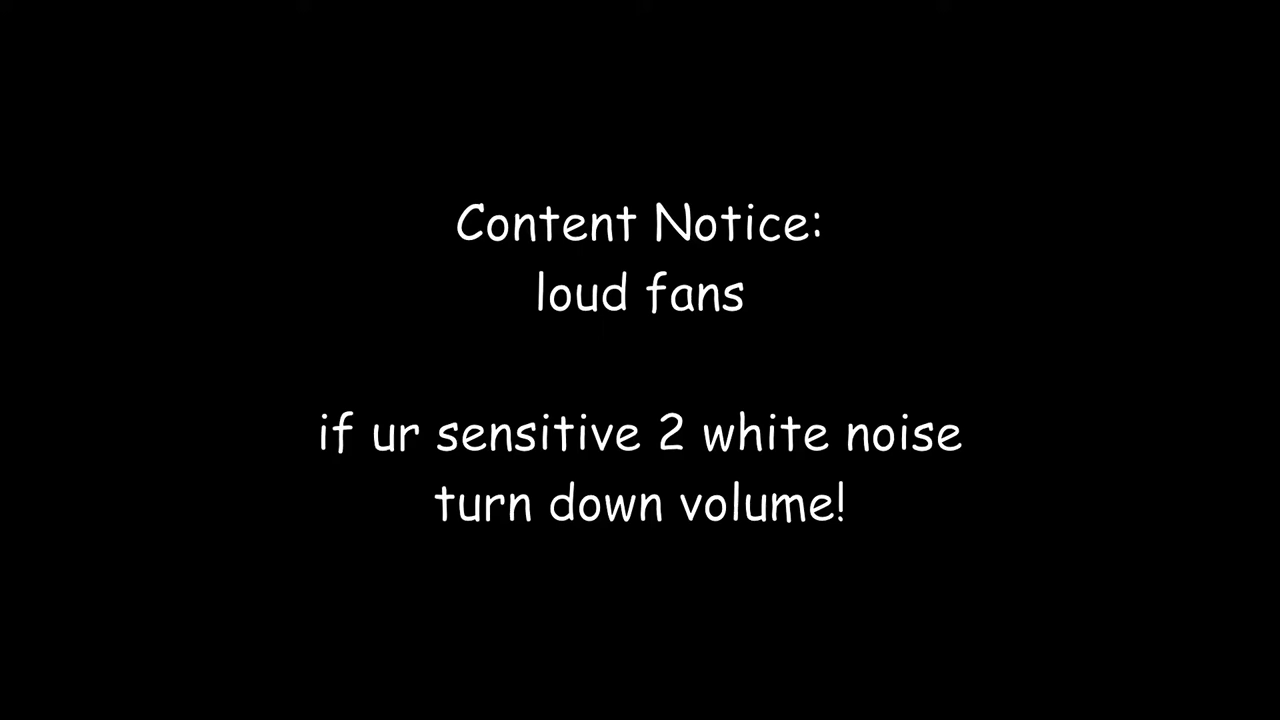 Content Notice:
loud fans
if ur sensitive 2 white noise
turn down volume!